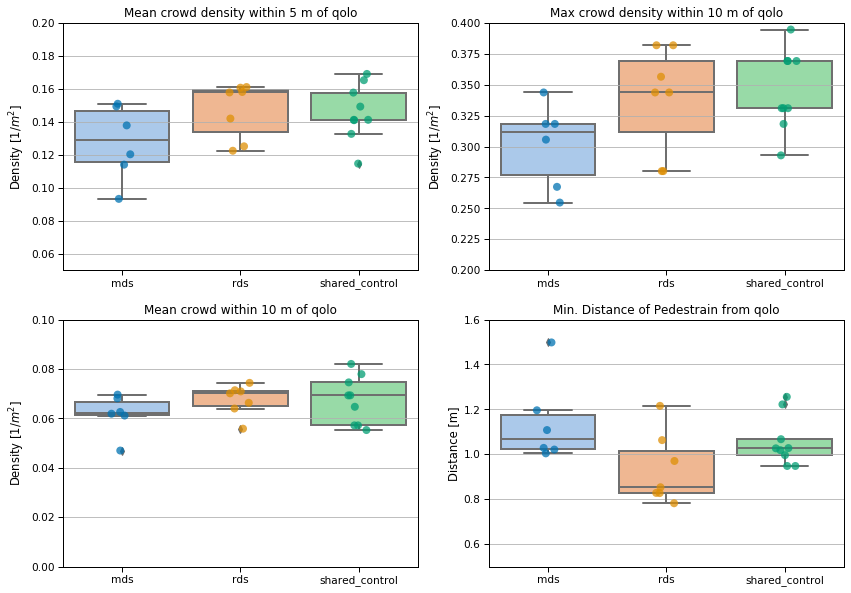 Mean crowd density within 5 m of qolo
Density [1/m²]
0.20
0.18
0.16
0.14
0.12
0.10
0.08
0.06
mds rds shared_control
Max crowd density within 10 m of qolo
Density [1/m²]
0.400
0.375
0.350
0.325
0.300
0.275
0.250
0.225
0.200
mds rds shared_control
Mean crowd within 10 m of qolo
Density [1/m²]
0.10
0.08
0.06
0.04
0.02
0.00
mds rds shared_control
Min. Distance of Pedestrain from qolo
Distance [m]
1.6
1.4
1.2
1.0
0.8
0.6
mds rds shared_control